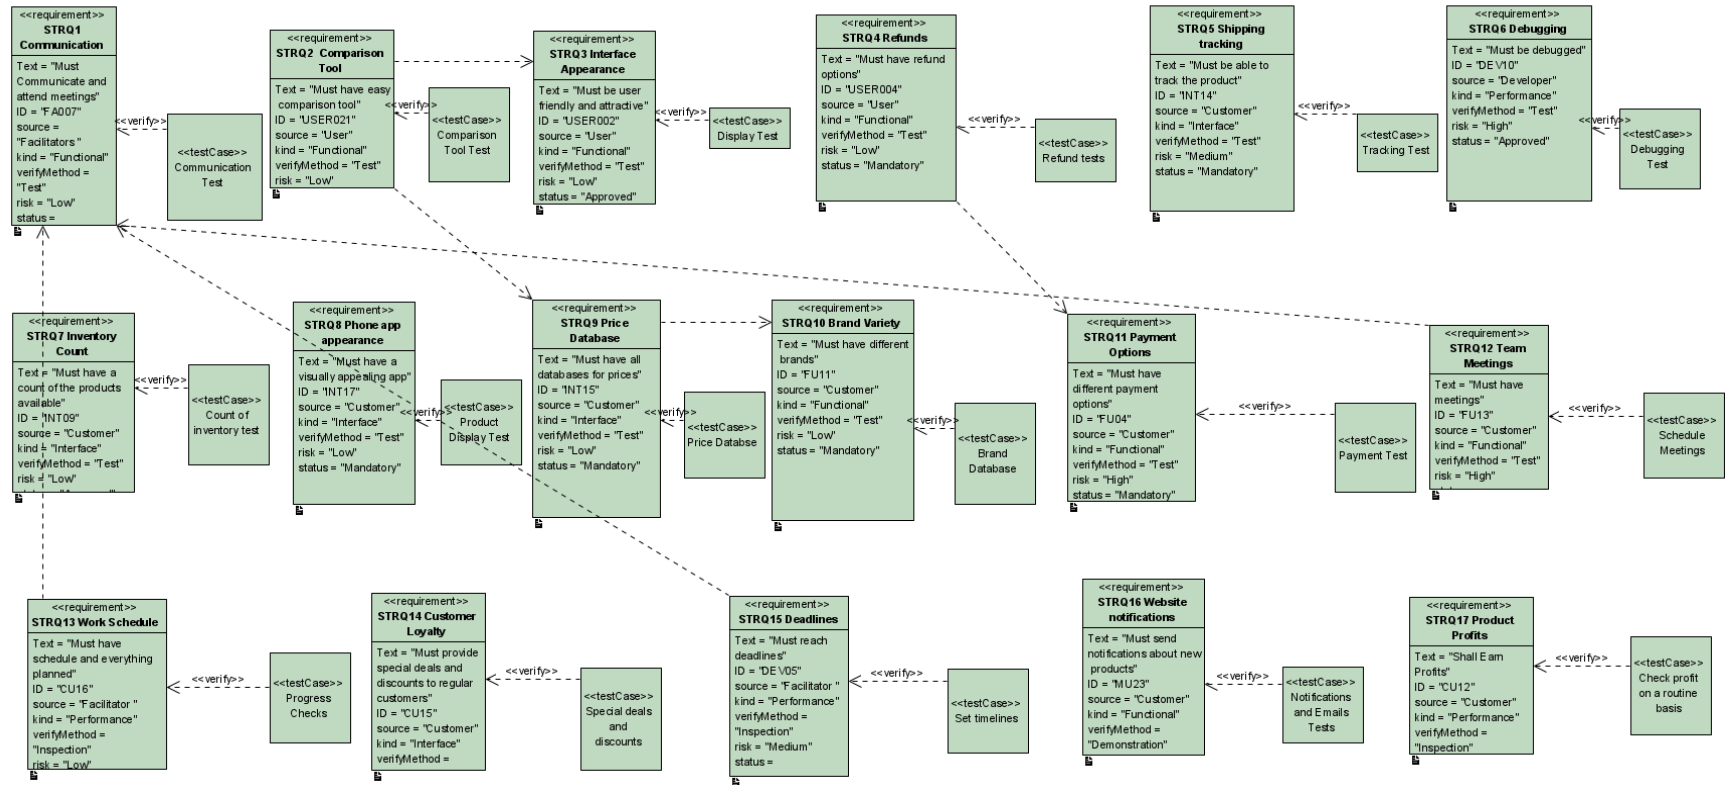 <<requirement>>
STRQ1
Communication
Text = "Must
Communicate and
attend meetings"
ID = "FA007"
source =
"Facilitators "
kind = "Functional"
verifyMethod =
"Test"
risk = "Low"
status =
<<verify>>
<<testCase>>
Communication
Test
<<requirement>>
STRQ2 Comparison
Tool
Text = "Must have easy
comparison tool"
ID = "USER021"
source = "User"
kind = "Functional"
verifyMethod = "Test"
risk = "Low"
<<verify>>
<<testCase>>
Comparison
Tool Test
<<requirement>>
STRQ3 Interface
Appearance
Text = "Must be user
friendly and attractive"
ID = "USER002"
source = "User"
kind = "Functional"
verifyMethod = "Test"
risk = "Low"
status = "Approved"
<<verify>>
<<testCase>>
Display Test
<<requirement>>
STRQ4 Refunds
Text = "Must have refund
options"
ID = "USER004"
source = "User"
kind = "Functional"
verifyMethod = "Test"
risk = "Low"
status = "Mandatory"
<<verify>>
<<testCase>>
Refund tests
<<requirement>>
STRQ5 Shipping
tracking
Text = "Must be able to
track the product"
ID = "INT14"
source = "Customer"
kind = "Interface"
verifyMethod = "Test"
risk = "Medium"
status = "Mandatory"
<<verify>>
<<testCase>>
Tracking Test
<<requirement>>
STRQ6 Debugging
Text = "Must be debugged"
ID = "DEV10"
source = "Developer"
kind = "Performance"
verifyMethod = "Test"
risk = "High"
status = "Approved"
<<verify>>
<<testCase>>
Debugging
Test
<<requirement>>
STRQ7 Inventory
Count
Text = "Must have a
count of the products
available"
ID = "INT09"
source = "Customer"
kind = "Interface"
verifyMethod = "Test"
risk = "Low"
<<verify>>
<<testCase>>
Count of
inventory test
<<requirement>>
STRQ8 Phone app
appearance
Text = "Must have a
visually appealing app"
ID = "INT17"
source = "Customer"
kind = "Interface"
verifyMethod = "Test"
risk = "Low"
status = "Mandatory"
<<verify>>
<<testCase>>
Product
Display Test
<<requirement>>
STRQ9 Price
Database
Text = "Must have all
databases for prices"
ID = "INT15"
source = "Customer"
kind = "Interface"
verifyMethod = "Test"
risk = "Low"
status = "Mandatory"
<<verify>>
<<testCase>>
Price Databse
<<requirement>>
STRQ10 Brand Variety
Text = "Must have different
brands"
ID = "FU11"
source = "Customer"
kind = "Functional"
verifyMethod = "Test"
risk = "Low"
status = "Mandatory"
<<verify>>
<<testCase>>
Brand
Database
<<requirement>>
STRQ11 Payment
Options
Text = "Must have
different payment
options"
ID = "FU04"
source = "Customer"
kind = "Functional"
verifyMethod = "Test"
risk = "High"
status = "Mandatory"
<<verify>>
<<testCase>>
Payment Test
<<requirement>>
STRQ12 Team
Meetings
Text = "Must have
meetings"
ID = "FU13"
source = "Customer"
kind = "Functional"
verifyMethod = "Test"
risk = "High"
<<verify>>
<<testCase>>
Schedule
Meetings
<<requirement>>
STRQ13 Work Schedule
Text = "Must have
schedule and everything
planned"
ID = "CU16"
source = "Facilitator "
kind = "Performance"
verifyMethod =
"Inspection"
risk = "Low"
<<verify>>
<<testCase>>
Progress
Checks
<<requirement>>
STRQ14 Customer
Loyalty
Text = "Must provide
special deals and
discounts to regular
customers"
ID = "CU15"
source = "Customer"
kind = "Interface"
verifyMethod =
<<verify>>
<<testCase>>
Special deals
and
discounts
<<requirement>>
STRQ15 Deadlines
Text = "Must reach
deadlines"
ID = "DEV05"
source = "Facilitator "
kind = "Performance"
verifyMethod =
"Inspection"
risk = "Medium"
status =
<<verify>>
<<testCase>>
Set timelines
<<requirement>>
STRQ16 Website
notifications
Text = "Must send
notifications about new
products"
ID = "MU23"
source = "Customer"
kind = "Functional"
verifyMethod =
"Demonstration"
<<verify>>
<<testCase>>
Notifications
and Emails
Tests
<<requirement>>
STRQ17 Product
Profits
Text = "Shall Earn
Profits"
ID = "CU12"
source = "Customer"
kind = "Performance"
verifyMethod =
"Inspection"
<<verify>>
<<testCase>>
Check profit
on a routine
basis